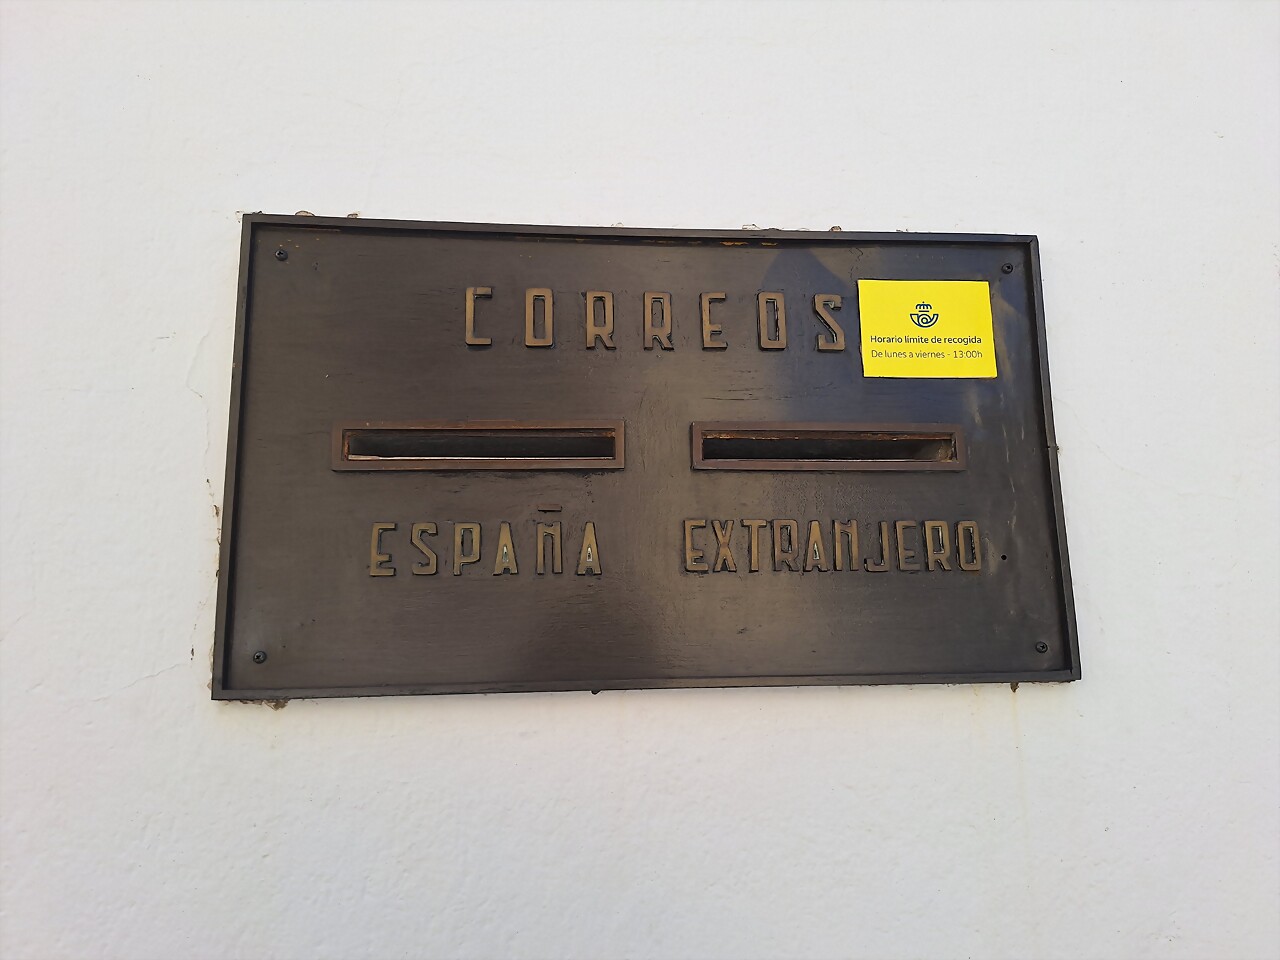 CORREOS
Horario límite de recogida
De lunes a viernes - 13:00h
ESPAÑA
EXTRANJERO